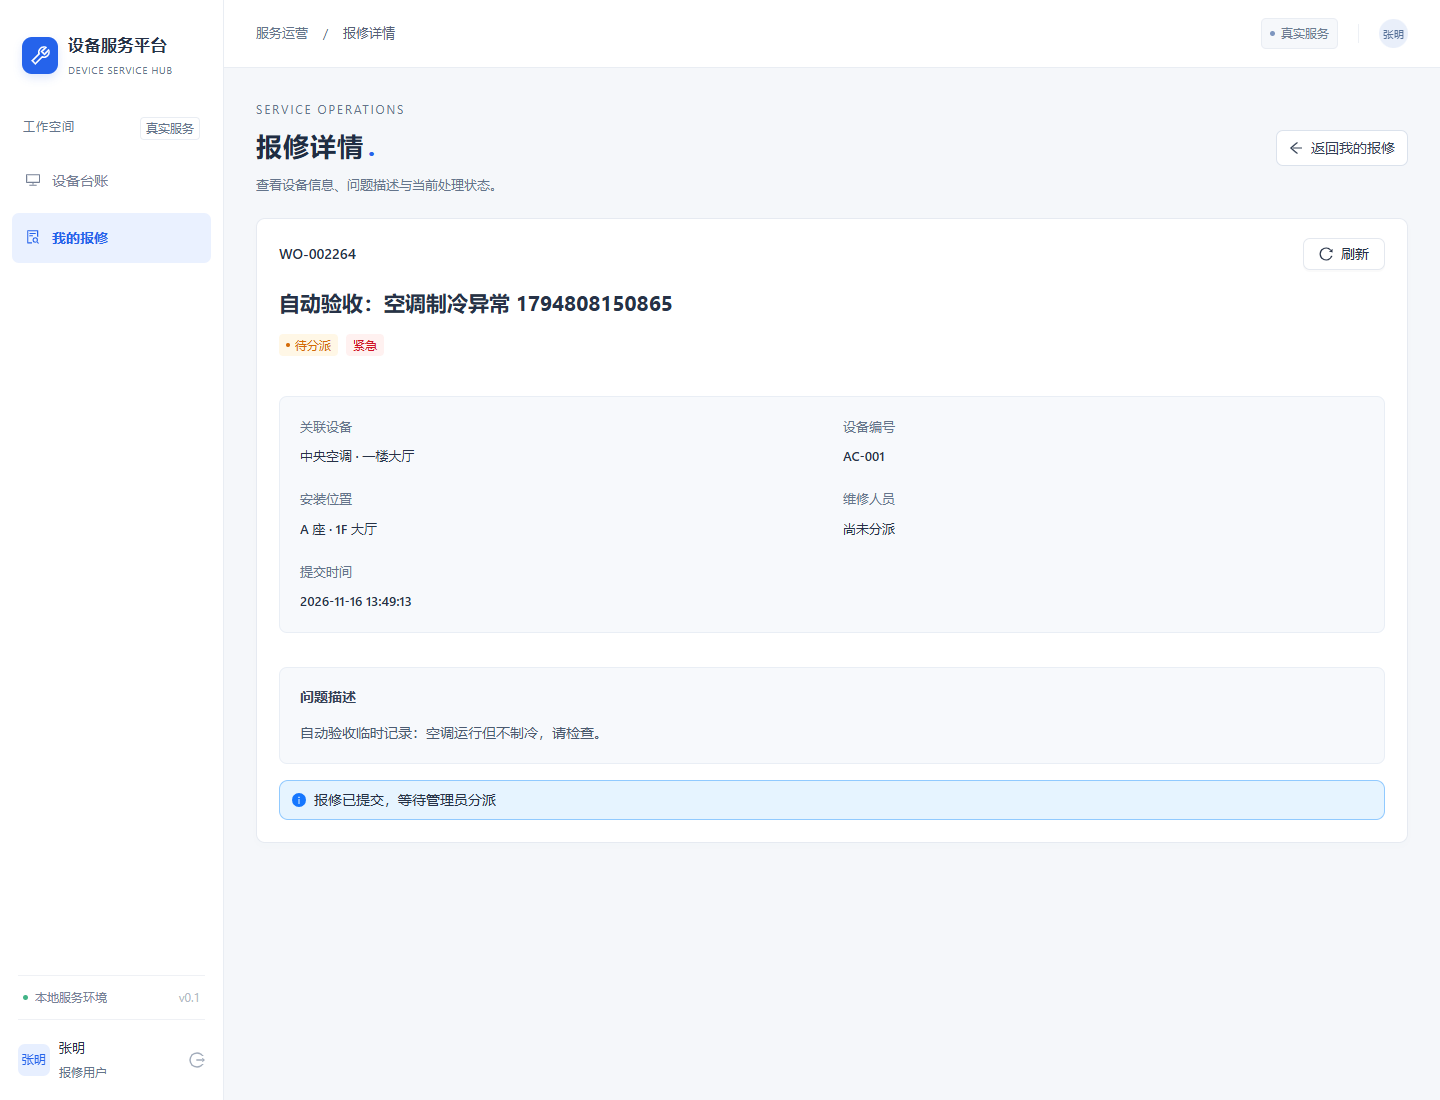 设备服务平台
DEVICE SERVICE HUB
工作空间
真实服务
设备台账
我的报修
本地服务环境
v0.1
张明
张明
报修用户
服务运营 / 报修详情
真实服务
张明
SERVICE OPERATIONS
报修详情.
查看设备信息、问题描述与当前处理状态。
返回我的报修
WO-002264
刷新
自动验收：空调制冷异常 1794808150865
待分派
紧急
关联设备
中央空调 · 一楼大厅
设备编号
AC-001
安装位置
A 座 · 1F 大厅
维修人员
尚未分派
提交时间
2026-11-16 13:49:13
问题描述
自动验收临时记录：空调运行但不制冷，请检查。
报修已提交，等待管理员分派